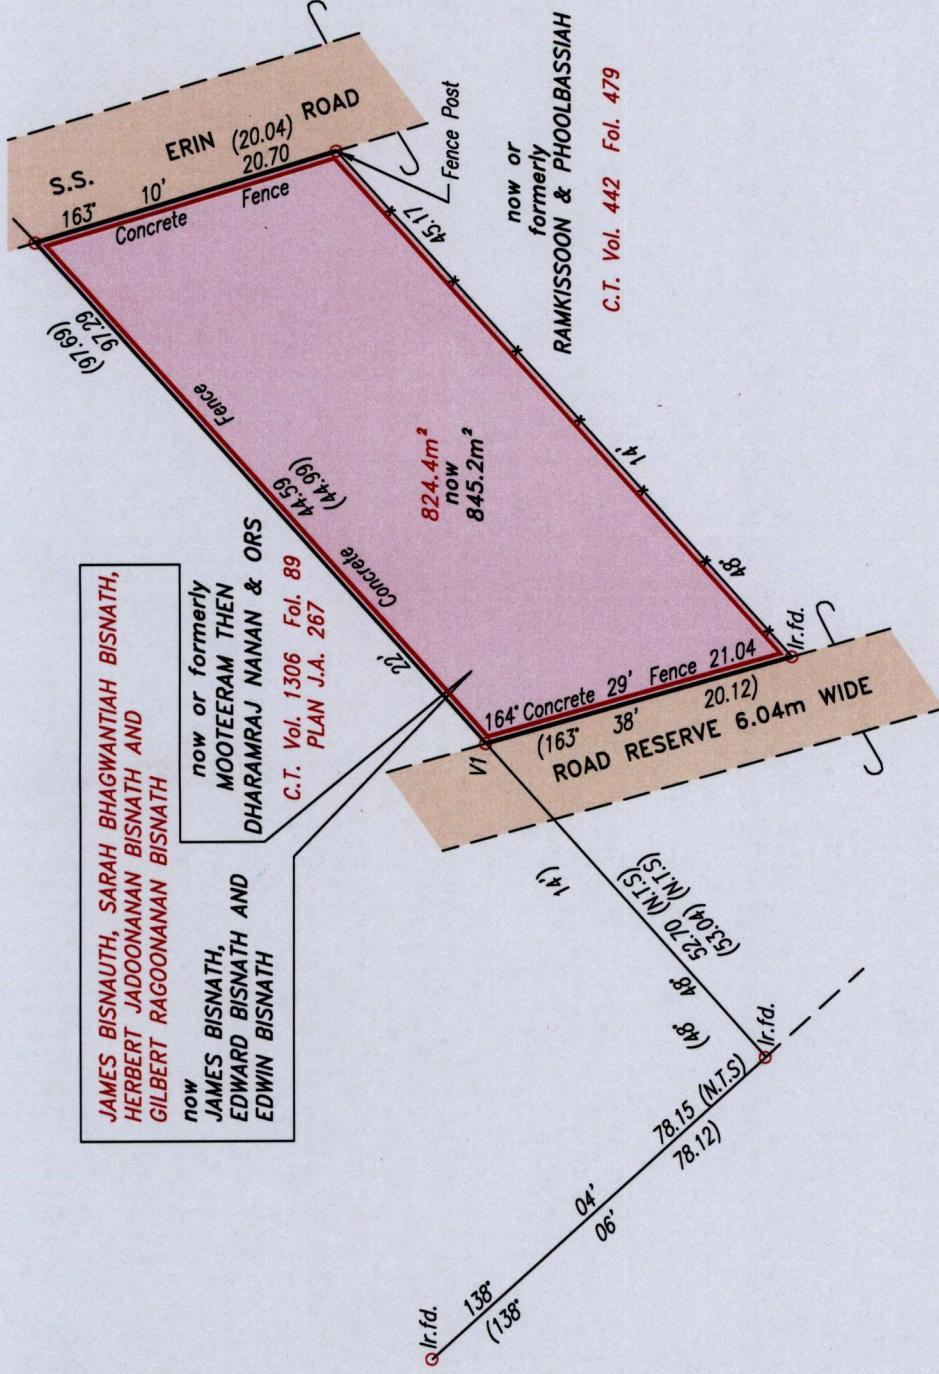 JAMES BISNAUTH, SARAH BHAGWANTIAH BISNATH,
HERBERT JADOONANAN BISNATH AND
GILBERT RAGOONANAN BISNATH
now
JAMES BISNATH,
EDWARD BISNATH AND
EDWIN BISNATH
now or formerly
MOOTEERAM THEN
DHARAMRAJ NANAN & ORS
C.T. Vol. 1306 Fol. 89
PLAN J.A. 267
S.S. ERIN ROAD
163° 10' 20.70
(20.04)
Concrete Fence
Fence Post
97.29
(97.69)
Concrete Fence
44.59
(44.99)
22'
45.17
14'
48°
now or
formerly
RAMKISSOON & PHOOLBASSIAH
C.T. Vol. 442 Fol. 479
824.4m²
now
845.2m²
V1
164° Concrete 29' Fence 21.04
(163° 38' 20.12)
ROAD RESERVE 6.04m WIDE
Ir.fd.
14')
52.70 (N.T.S)
(53.04) (N.T.S)
48°
(48°
Ir.fd.
138° 04' 78.15 (N.T.S)
(138° 06' 78.12)
Ir.fd.